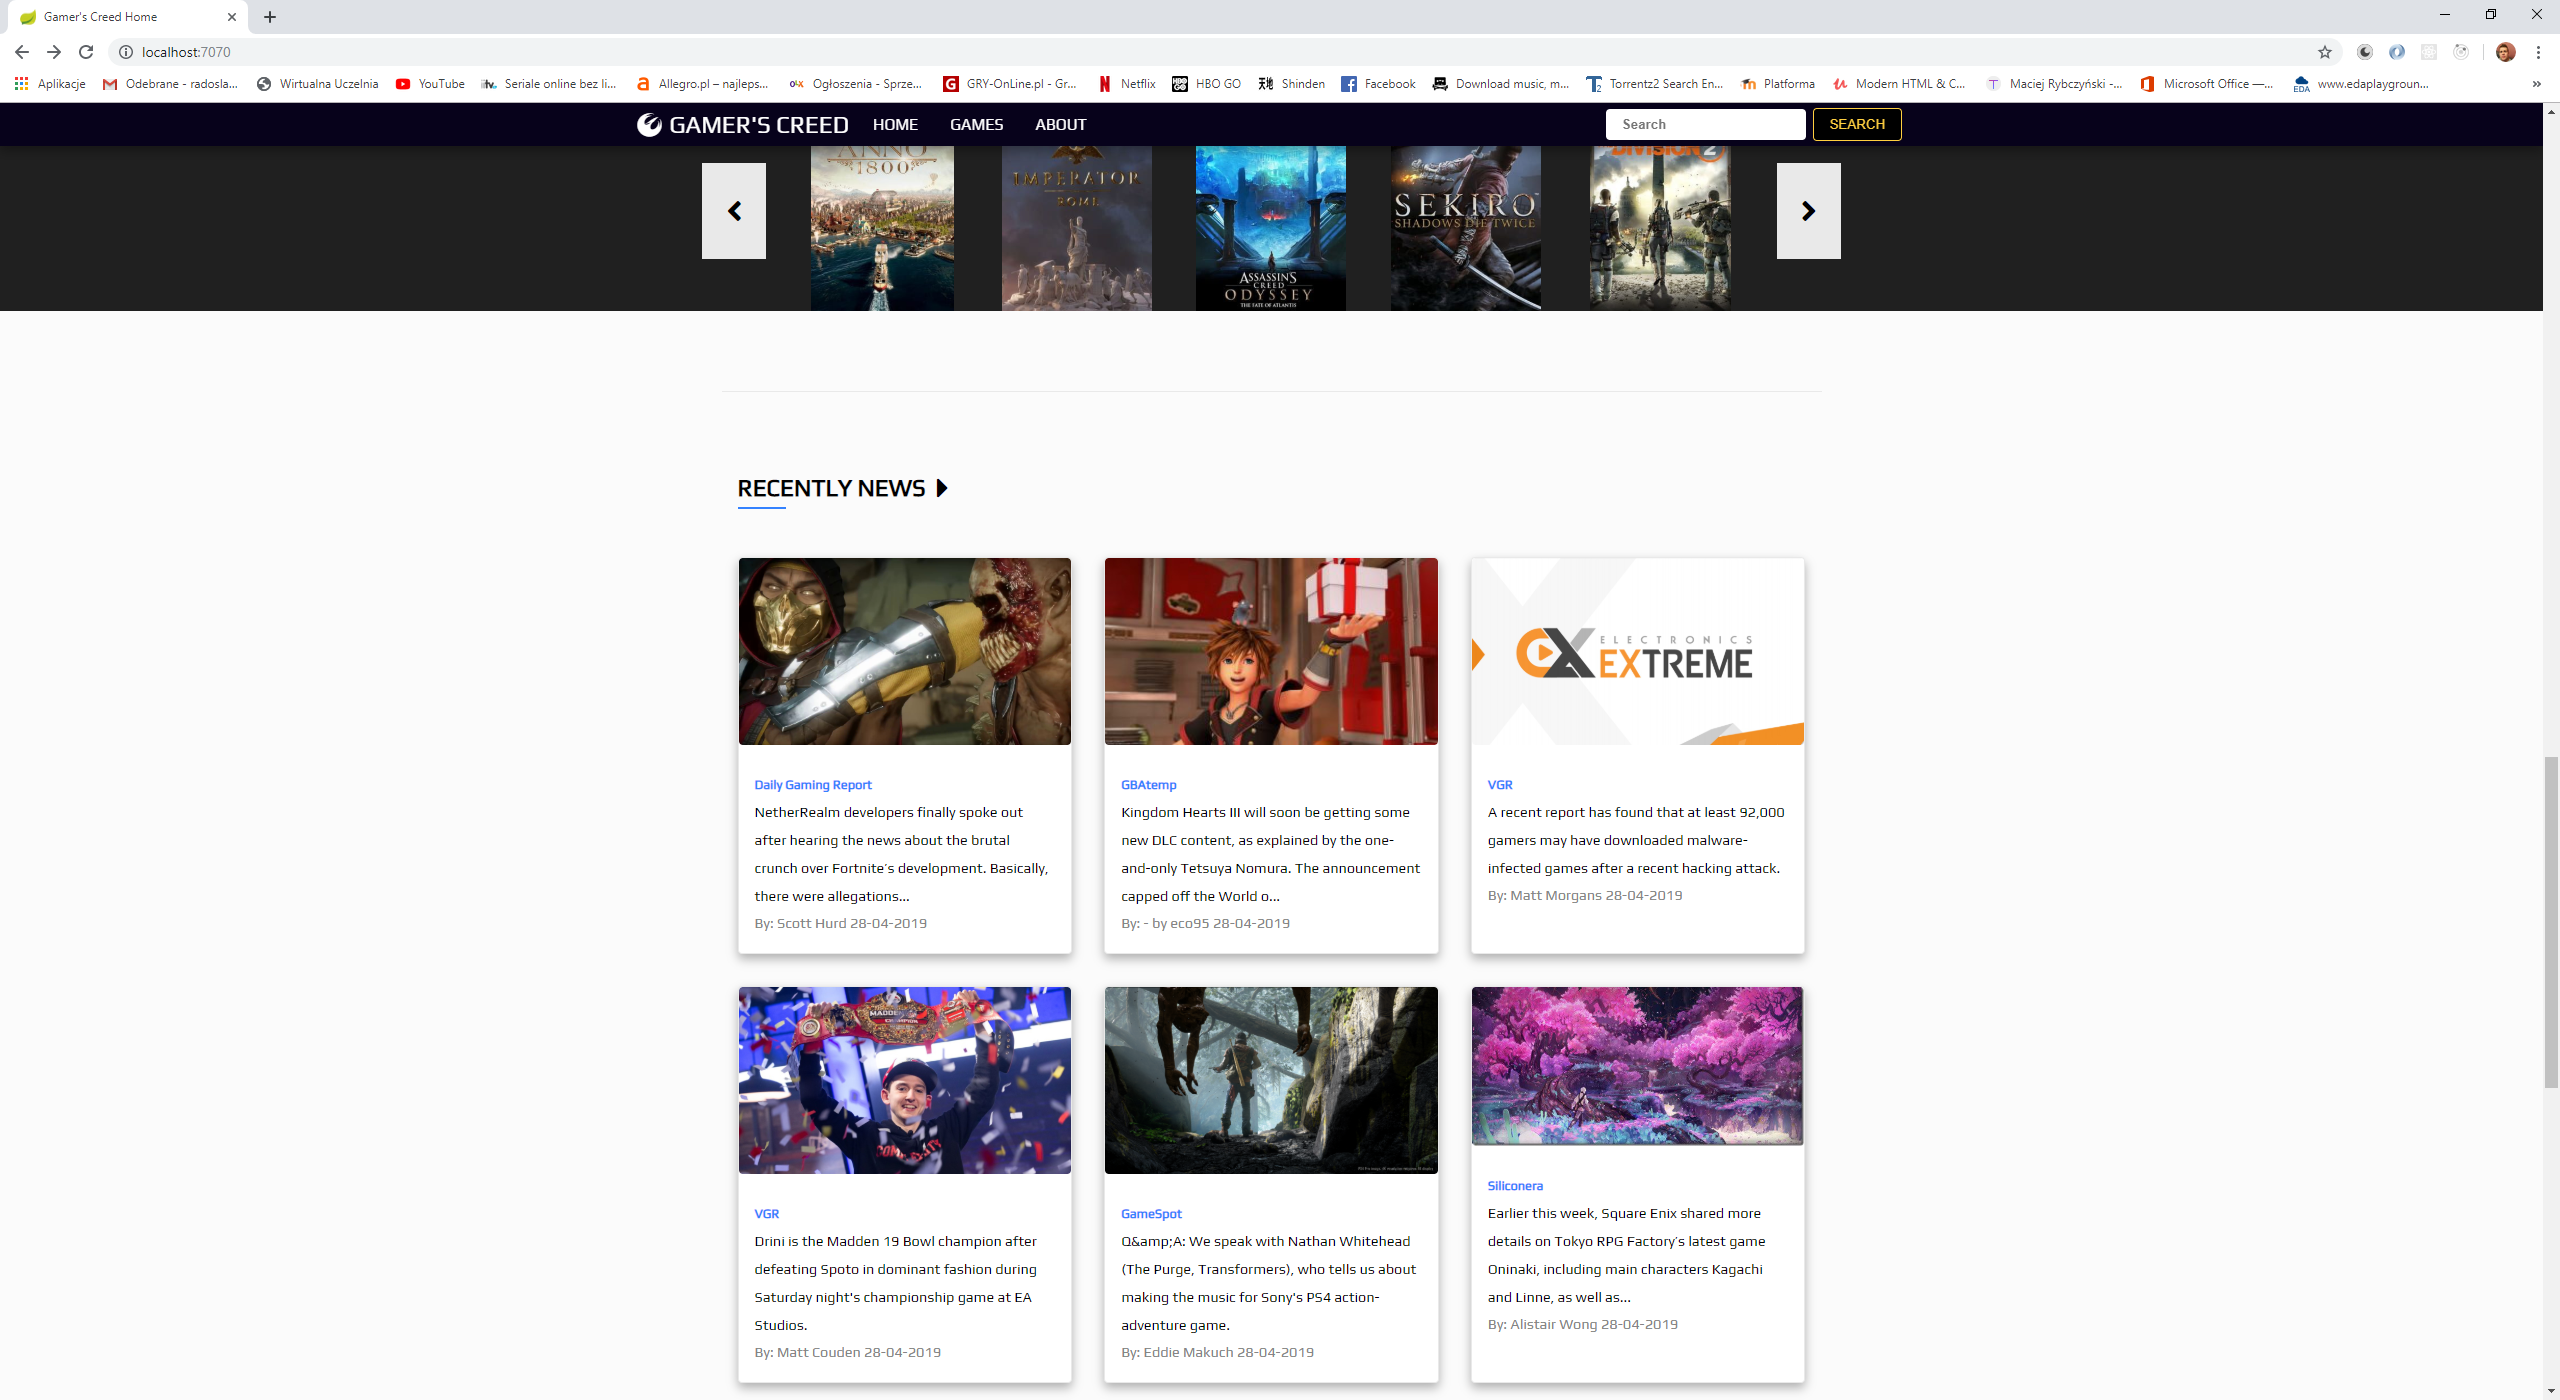 Gamer's Creed Home
localhost:7070
Aplikacje
Odebrane - radosla...
Wirtualna Uczelnia
YouTube
Seriale online bez li...
Allegro.pl – najleps...
Ogłoszenia - Sprze...
GRY-OnLine.pl - Gr...
Netflix
HBO GO
Shinden
Facebook
Download music, m...
Torrentz2 Search En...
Platforma
Modern HTML & C...
Maciej Rybczyński -...
Microsoft Office —...
www.edaplaygroun...
GAMER'S CREED
HOME
GAMES
ABOUT
Search
SEARCH
ANNO
1800
IMPERATOR
ROME
ASSASSIN'S
CREED
ODYSSEY
THE FATE OF ATLANTIS
SEKIRO
SHADOWS DIE TWICE
DIVISION 2
RECENTLY NEWS
ELECTRONICS
EXTREME
Daily Gaming Report
NetherRealm developers finally spoke out
after hearing the news about the brutal
crunch over Fortnite’s development. Basically,
there were allegations...
By: Scott Hurd 28-04-2019
GBAtemp
Kingdom Hearts III will soon be getting some
new DLC content, as explained by the one-
and-only Tetsuya Nomura. The announcement
capped off the World o...
By: - by eco95 28-04-2019
VGR
A recent report has found that at least 92,000
gamers may have downloaded malware-
infected games after a recent hacking attack.
By: Matt Morgans 28-04-2019
MADDEN
CHAMPION
VGR
Drini is the Madden 19 Bowl champion after
defeating Spoto in dominant fashion during
Saturday night's championship game at EA
Studios.
By: Matt Couden 28-04-2019
GameSpot
Q&amp;A: We speak with Nathan Whitehead
(The Purge, Transformers), who tells us about
making the music for Sony's PS4 action-
adventure game.
By: Eddie Makuch 28-04-2019
Siliconera
Earlier this week, Square Enix shared more
details on Tokyo RPG Factory’s latest game
Oninaki, including main characters Kagachi
and Linne, as well as...
By: Alistair Wong 28-04-2019